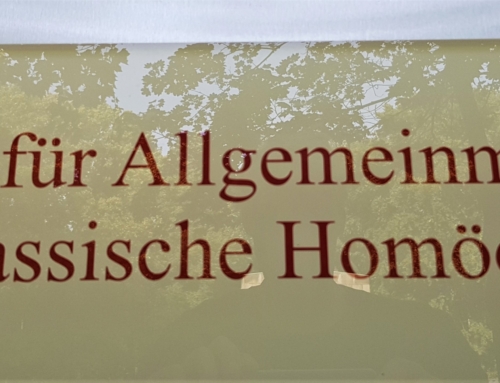 für Allgemeinm
assische Homö